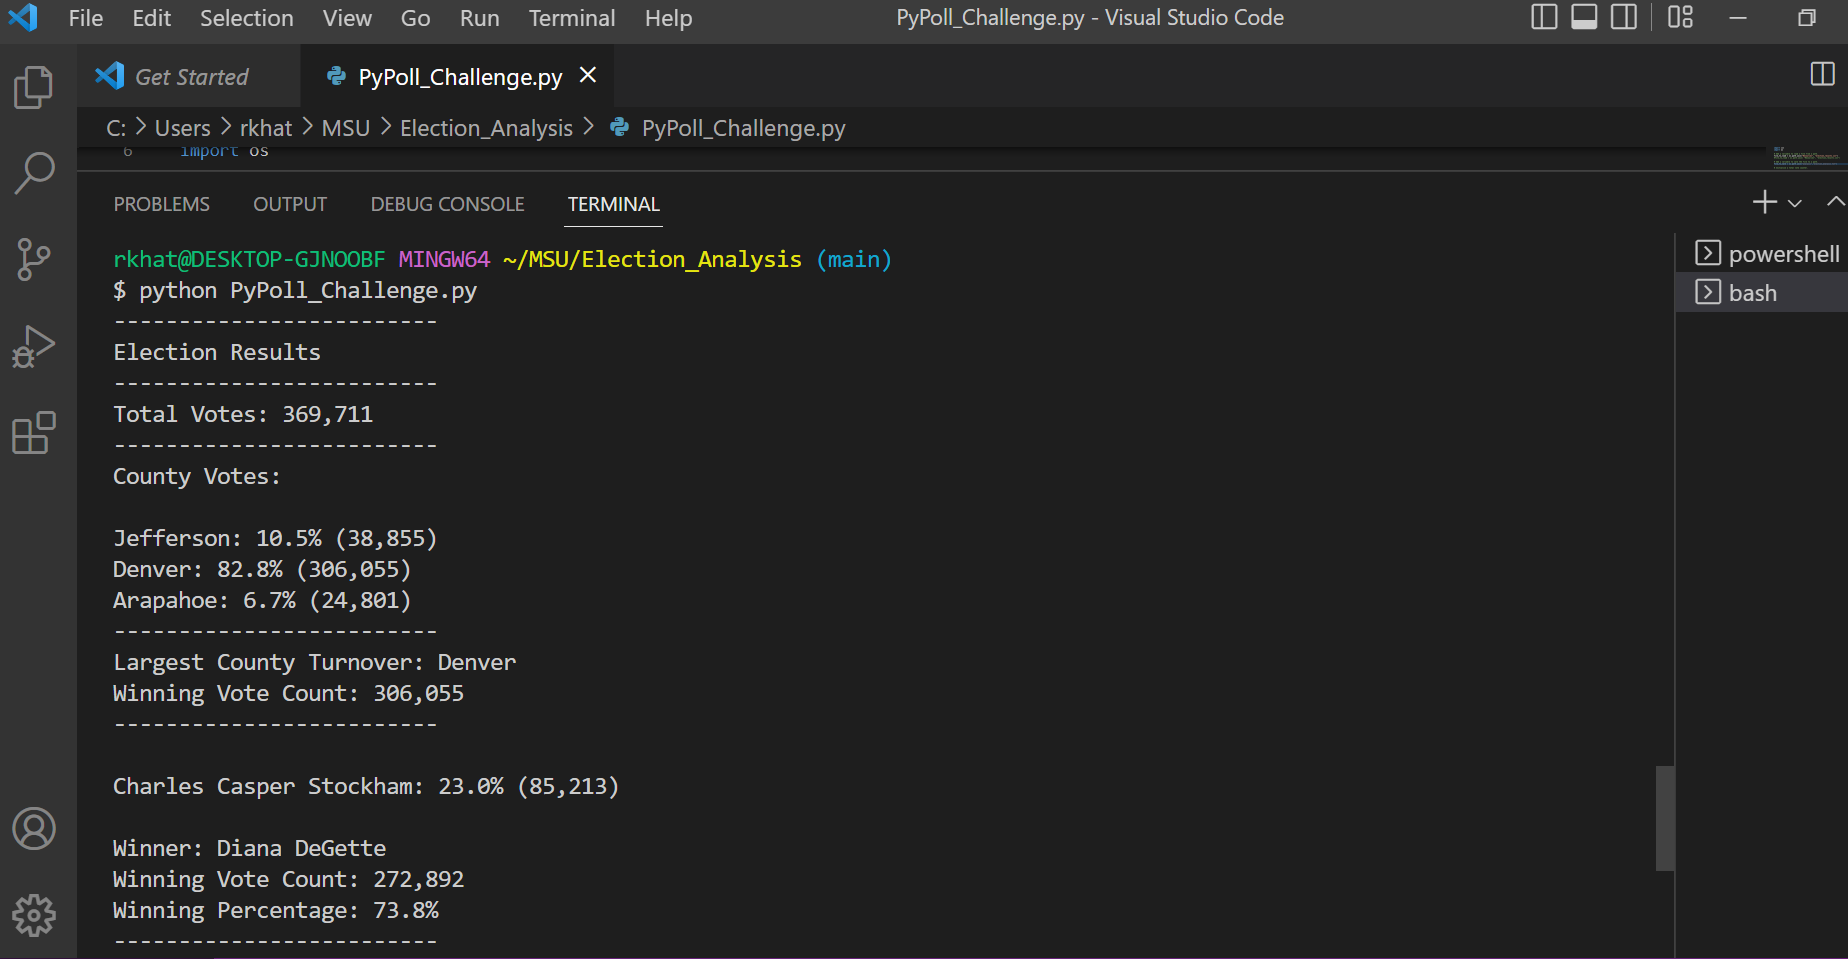 File Edit Selection View Go Run Terminal Help PyPoll_Challenge.py - Visual Studio Code
Get Started PyPoll_Challenge.py
C: > Users > rkhat > MSU > Election_Analysis > PyPoll_Challenge.py
6 import os
PROBLEMS OUTPUT DEBUG CONSOLE TERMINAL
powershell
bash
rkhat@DESKTOP-GJNOOBF MINGW64 ~/MSU/Election_Analysis (main)
$ python PyPoll_Challenge.py
-------------------------
Election Results
-------------------------
Total Votes: 369,711
-------------------------
County Votes:
Jefferson: 10.5% (38,855)
Denver: 82.8% (306,055)
Arapahoe: 6.7% (24,801)
-------------------------
Largest County Turnover: Denver
Winning Vote Count: 306,055
-------------------------
Charles Casper Stockham: 23.0% (85,213)
Winner: Diana DeGette
Winning Vote Count: 272,892
Winning Percentage: 73.8%
-------------------------